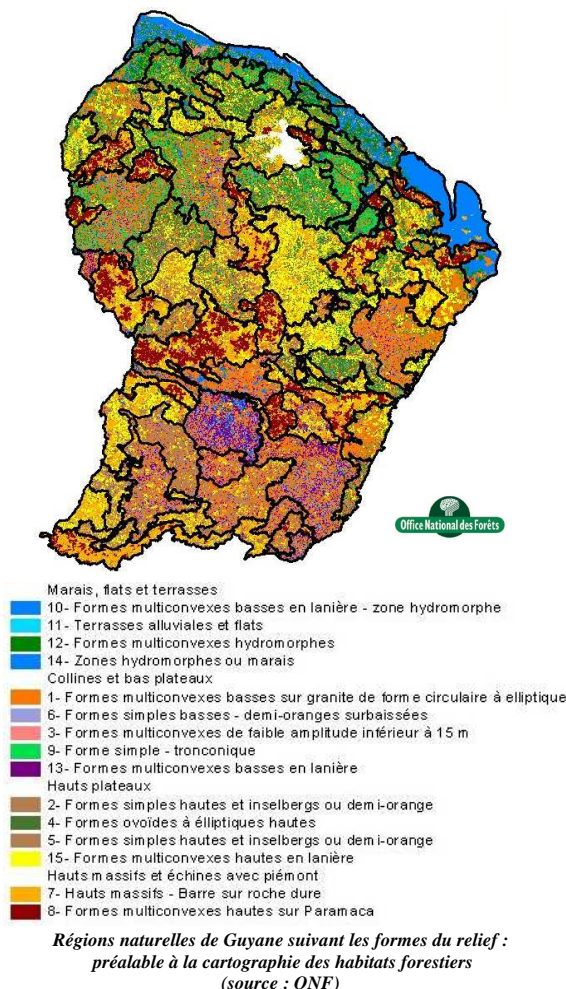 Office National des Forêts
Marais, flats et terrasses
10- Formes multiconvexes basses en lanière - zone hydromorphe
11- Terrasses alluviales et flats
12- Formes multiconvexes hydromorphes
14- Zones hydromorphes ou marais
Collines et bas plateaux
1- Formes multiconvexes basses sur granite de forme circulaire à elliptique
6- Formes simples basses - demi-oranges surbaissées
3- Formes multiconvexes de faible amplitude inférieur à 15 m
9- Forme simple - tronconique
13- Formes multiconvexes basses en lanière
Hauts plateaux
2- Formes simples hautes et inselbergs ou demi-orange
4- Formes ovoïdes à élliptiques hautes
5- Formes simples hautes et inselbergs ou demi-orange
15- Formes multiconvexes hautes en lanière
Hauts massifs et échines avec piémont
7- Hauts massifs - Barre sur roche dure
8- Formes multiconvexes hautes sur Paramaca
Régions naturelles de Guyane suivant les formes du relief :
préalable à la cartographie des habitats forestiers
(source : ONF)